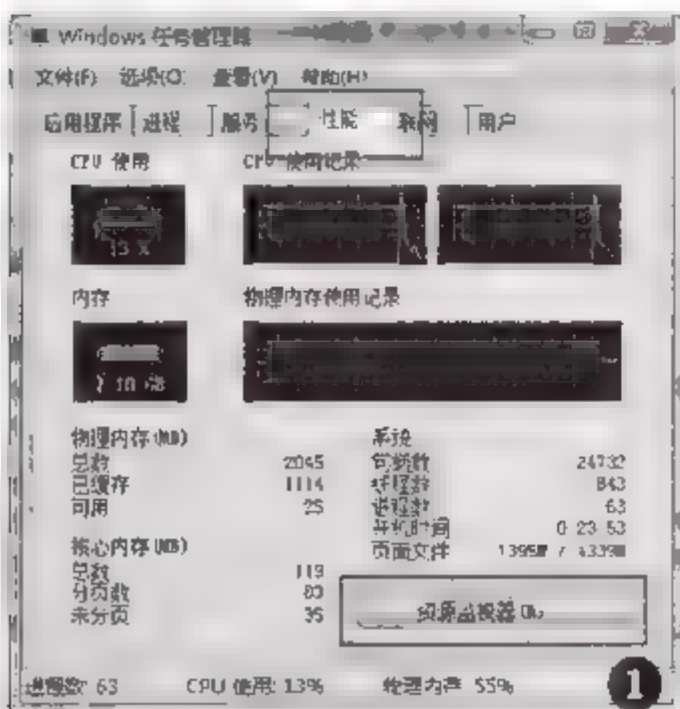 Windows 任务管理器
文件(F) 选项(O) 查看(V) 帮助(H)
应用程序 进程 服务 性能 联网 用户
CPU 使用 CPU 使用记录
13 %
内存 物理内存使用记录
物理内存(MB) 系统
总数 2045 句柄数 24732
已缓存 1114 线程数 843
可用 25 进程数 63
开机时间 0:23:53
核心内存(MB) 页面文件
总数 119
分页数 83
未分页 36
资源监视器
进程数: 63 CPU 使用: 13% 物理内存: 55%
1